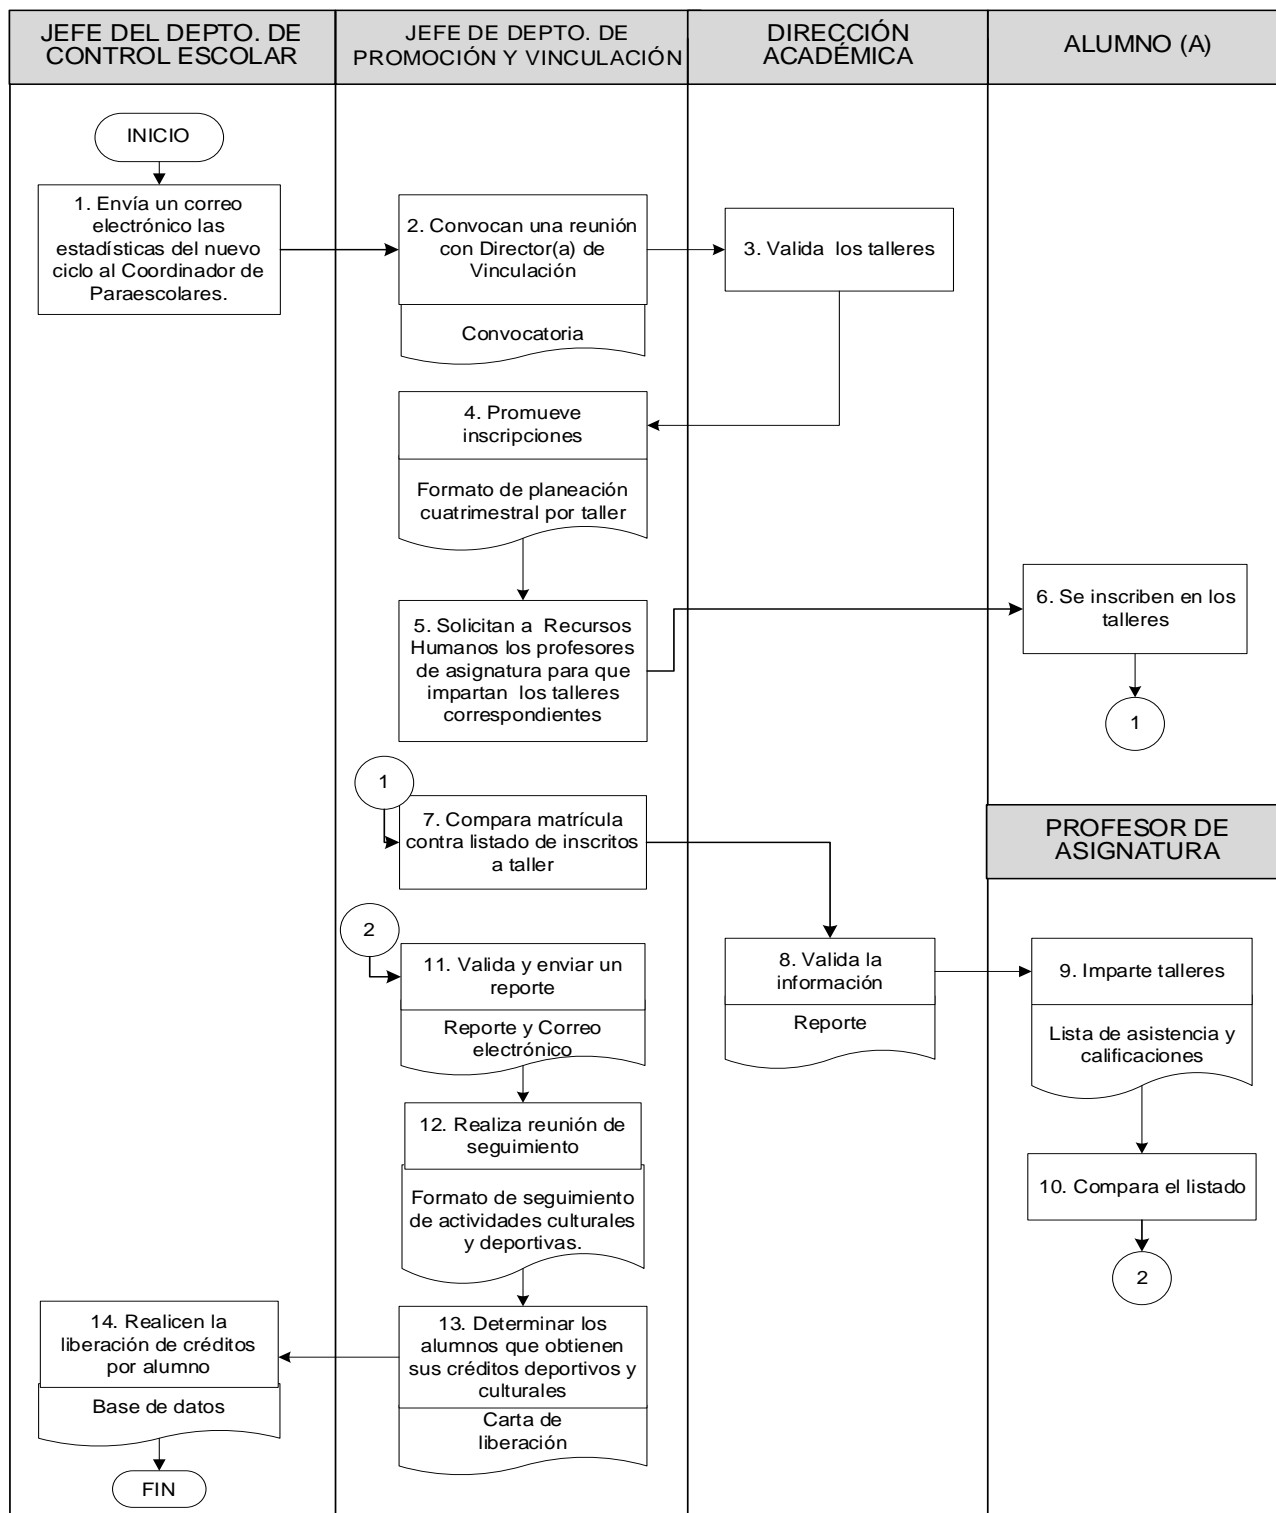 JEFE DEL DEPTO. DE
CONTROL ESCOLAR
JEFE DE DEPTO. DE
PROMOCIÓN Y VINCULACIÓN
DIRECCIÓN
ACADÉMICA
ALUMNO (A)
INICIO
1. Envía un correo
electrónico las
estadísticas del nuevo
ciclo al Coordinador de
Paraescolares.
2. Convocan una reunión
con Director(a) de
Vinculación
Convocatoria
3. Valida los talleres
4. Promueve
inscripciones
Formato de planeación
cuatrimestral por taller
5. Solicitan a Recursos
Humanos los profesores
de asignatura para que
impartan los talleres
correspondientes
6. Se inscriben en los
talleres
1
1
7. Compara matrícula
contra listado de inscritos
a taller
PROFESOR DE
ASIGNATURA
8. Valida la
información
Reporte
9. Imparte talleres
Lista de asistencia y
calificaciones
10. Compara el listado
2
2
11. Valida y enviar un
reporte
Reporte y Correo
electrónico
12. Realiza reunión de
seguimiento
Formato de seguimiento
de actividades culturales
y deportivas.
13. Determinar los
alumnos que obtienen
sus créditos deportivos y
culturales
Carta de
liberación
14. Realicen la
liberación de créditos
por alumno
Base de datos
FIN